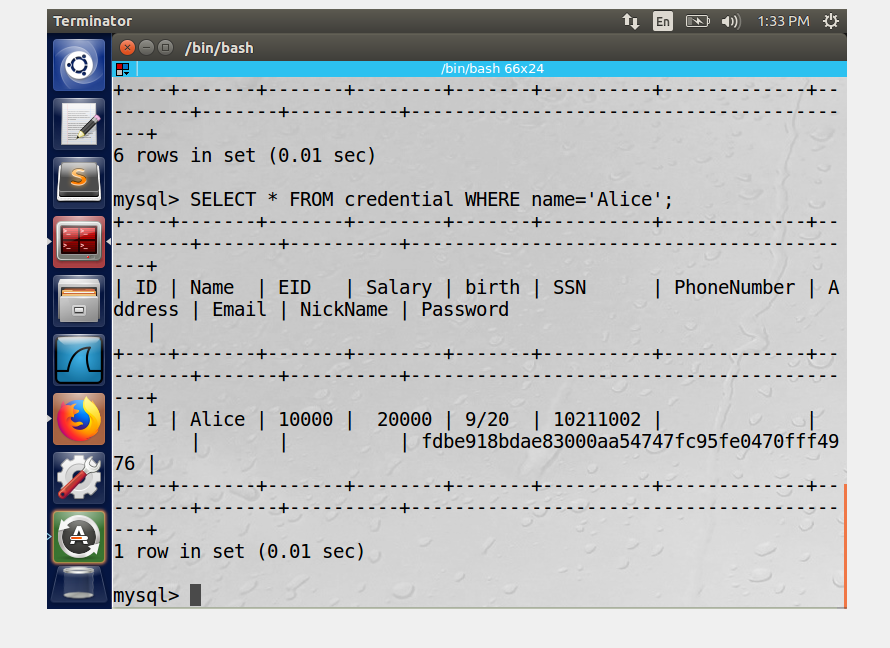 Terminator
En
1:33 PM
/bin/bash
/bin/bash 66x24
+----+-------+-------+--------+-------+----------+-------------+--
-------+-------+----------+---------------------------------------
---+
6 rows in set (0.01 sec)
mysql> SELECT * FROM credential WHERE name='Alice';
+----+-------+-------+--------+-------+----------+-------------+--
-------+-------+----------+---------------------------------------
---+
| ID | Name  | EID   | Salary | birth | SSN      | PhoneNumber | A
ddress | Email | NickName | Password
   |
+----+-------+-------+--------+-------+----------+-------------+--
-------+-------+----------+---------------------------------------
---+
|  1 | Alice | 10000 |  20000 | 9/20  | 10211002 |             |
       |       |          | fdbe918bdae83000aa54747fc95fe0470fff49
76 |
+----+-------+-------+--------+-------+----------+-------------+--
-------+-------+----------+---------------------------------------
---+
1 row in set (0.01 sec)
mysql>